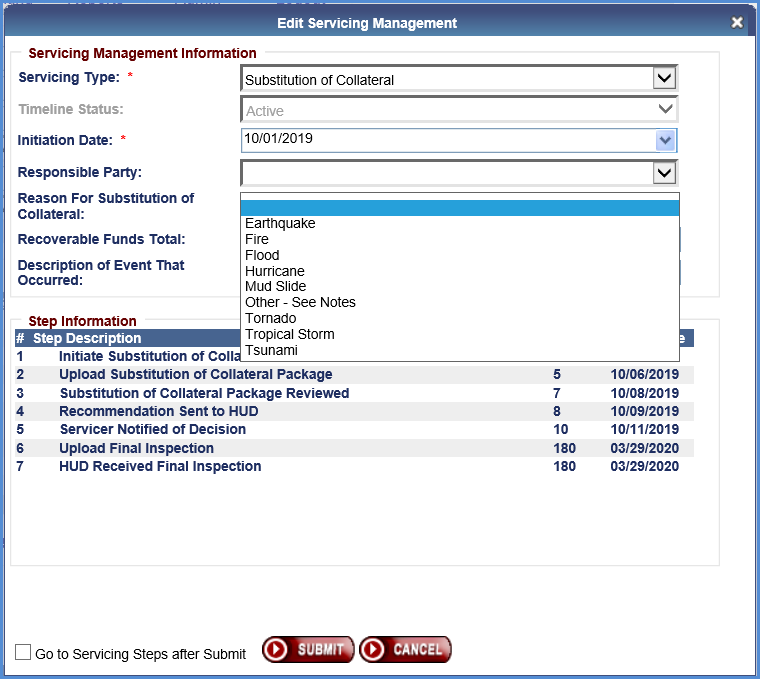 Edit Servicing Management
Servicing Management Information
Servicing Type: * Substitution of Collateral
Timeline Status: Active
Initiation Date: * 10/01/2019
Responsible Party:
Reason For Substitution of
Collateral:
Earthquake
Fire
Flood
Hurricane
Mud Slide
Other - See Notes
Tornado
Tropical Storm
Tsunami
Recoverable Funds Total:
Description of Event That
Occurred:
Step Information
# Step Description
1 Initiate Substitution of
2 Upload Substitution of Collateral Package 5 10/06/2019
3 Substitution of Collateral Package Reviewed 7 10/08/2019
4 Recommendation Sent to HUD 8 10/09/2019
5 Servicer Notified of Decision 10 10/11/2019
6 Upload Final Inspection 180 03/29/2020
7 HUD Received Final Inspection 180 03/29/2020
Go to Servicing Steps after Submit SUBMIT CANCEL